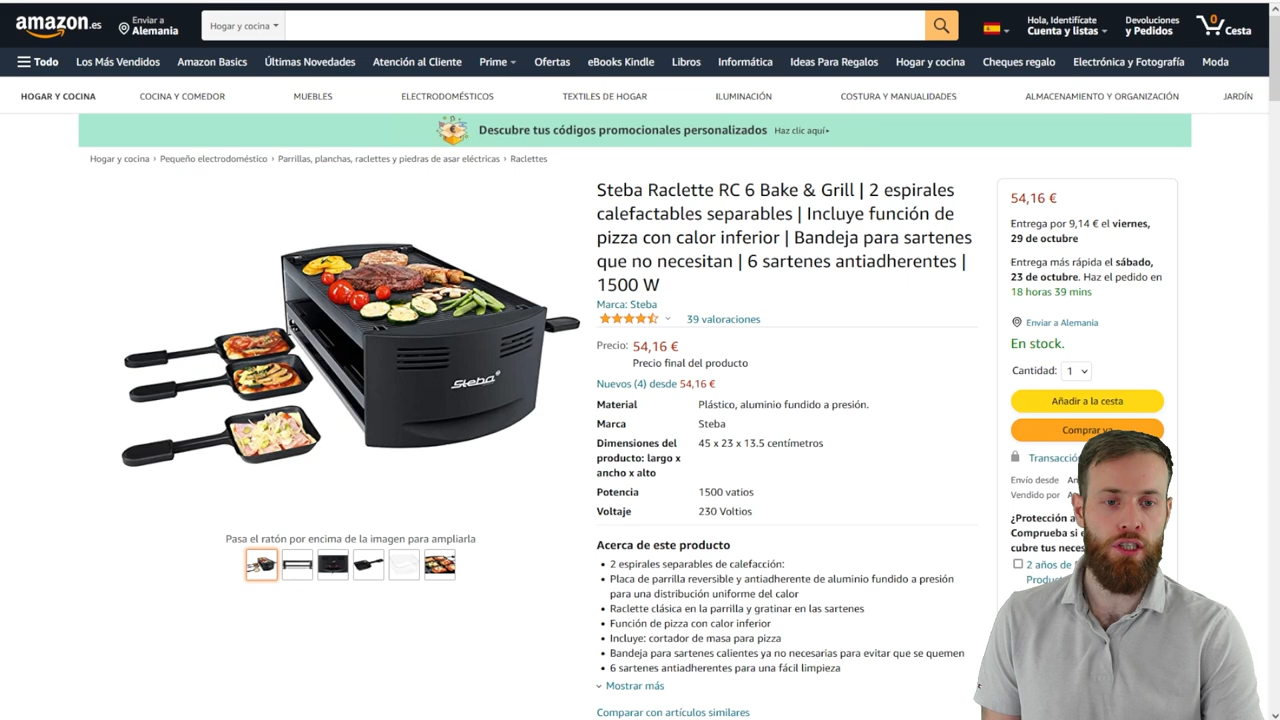 amazon.es
Enviar a
Alemania
Hogar y cocina
Hola, Identifícate
Cuenta y listas
Devoluciones
y Pedidos
0
Cesta
Todo
Los Más Vendidos
Amazon Basics
Últimas Novedades
Atención al Cliente
Prime
Ofertas
eBooks Kindle
Libros
Informática
Ideas Para Regalos
Hogar y cocina
Cheques regalo
Electrónica y Fotografía
Moda
HOGAR Y COCINA
COCINA Y COMEDOR
MUEBLES
ELECTRODOMÉSTICOS
TEXTILES DE HOGAR
ILUMINACIÓN
COSTURA Y MANUALIDADES
ALMACENAMIENTO Y ORGANIZACIÓN
JARDÍN
Descubre tus códigos promocionales personalizados Haz clic aquí▸
Hogar y cocina › Pequeño electrodoméstico › Parrillas, planchas, raclettes y piedras de asar eléctricas › Raclettes
Steba
Pasa el ratón por encima de la imagen para ampliarla
Steba Raclette RC 6 Bake & Grill | 2 espirales
calefactables separables | Incluye función de
pizza con calor inferior | Bandeja para sartenes
que no necesitan | 6 sartenes antiadherentes |
1500 W
Marca: Steba
39 valoraciones
Precio: 54,16 €
Precio final del producto
Nuevos (4) desde 54,16 €
Material Plástico, aluminio fundido a presión.
Marca Steba
Dimensiones del 45 x 23 x 13.5 centímetros
producto: largo x
ancho x alto
Potencia 1500 vatios
Voltaje 230 Voltios
Acerca de este producto
• 2 espirales separables de calefacción:
• Placa de parrilla reversible y antiadherente de aluminio fundido a presión
para una distribución uniforme del calor
• Raclette clásica en la parrilla y gratinar en las sartenes
• Función de pizza con calor inferior
• Incluye: cortador de masa para pizza
• Bandeja para sartenes calientes ya no necesarias para evitar que se quemen
• 6 sartenes antiadherentes para una fácil limpieza
Mostrar más
Comparar con artículos similares
54,16 €
Entrega por 9,14 € el viernes,
29 de octubre
Entrega más rápida el sábado,
23 de octubre. Haz el pedido en
18 horas 39 mins
Enviar a Alemania
En stock.
Cantidad: 1
Añadir a la cesta
Comprar ya
Transacción
Envío desde
Vendido por
¿Protección a
Comprueba si
cubre tus neces
2 años de
Produc